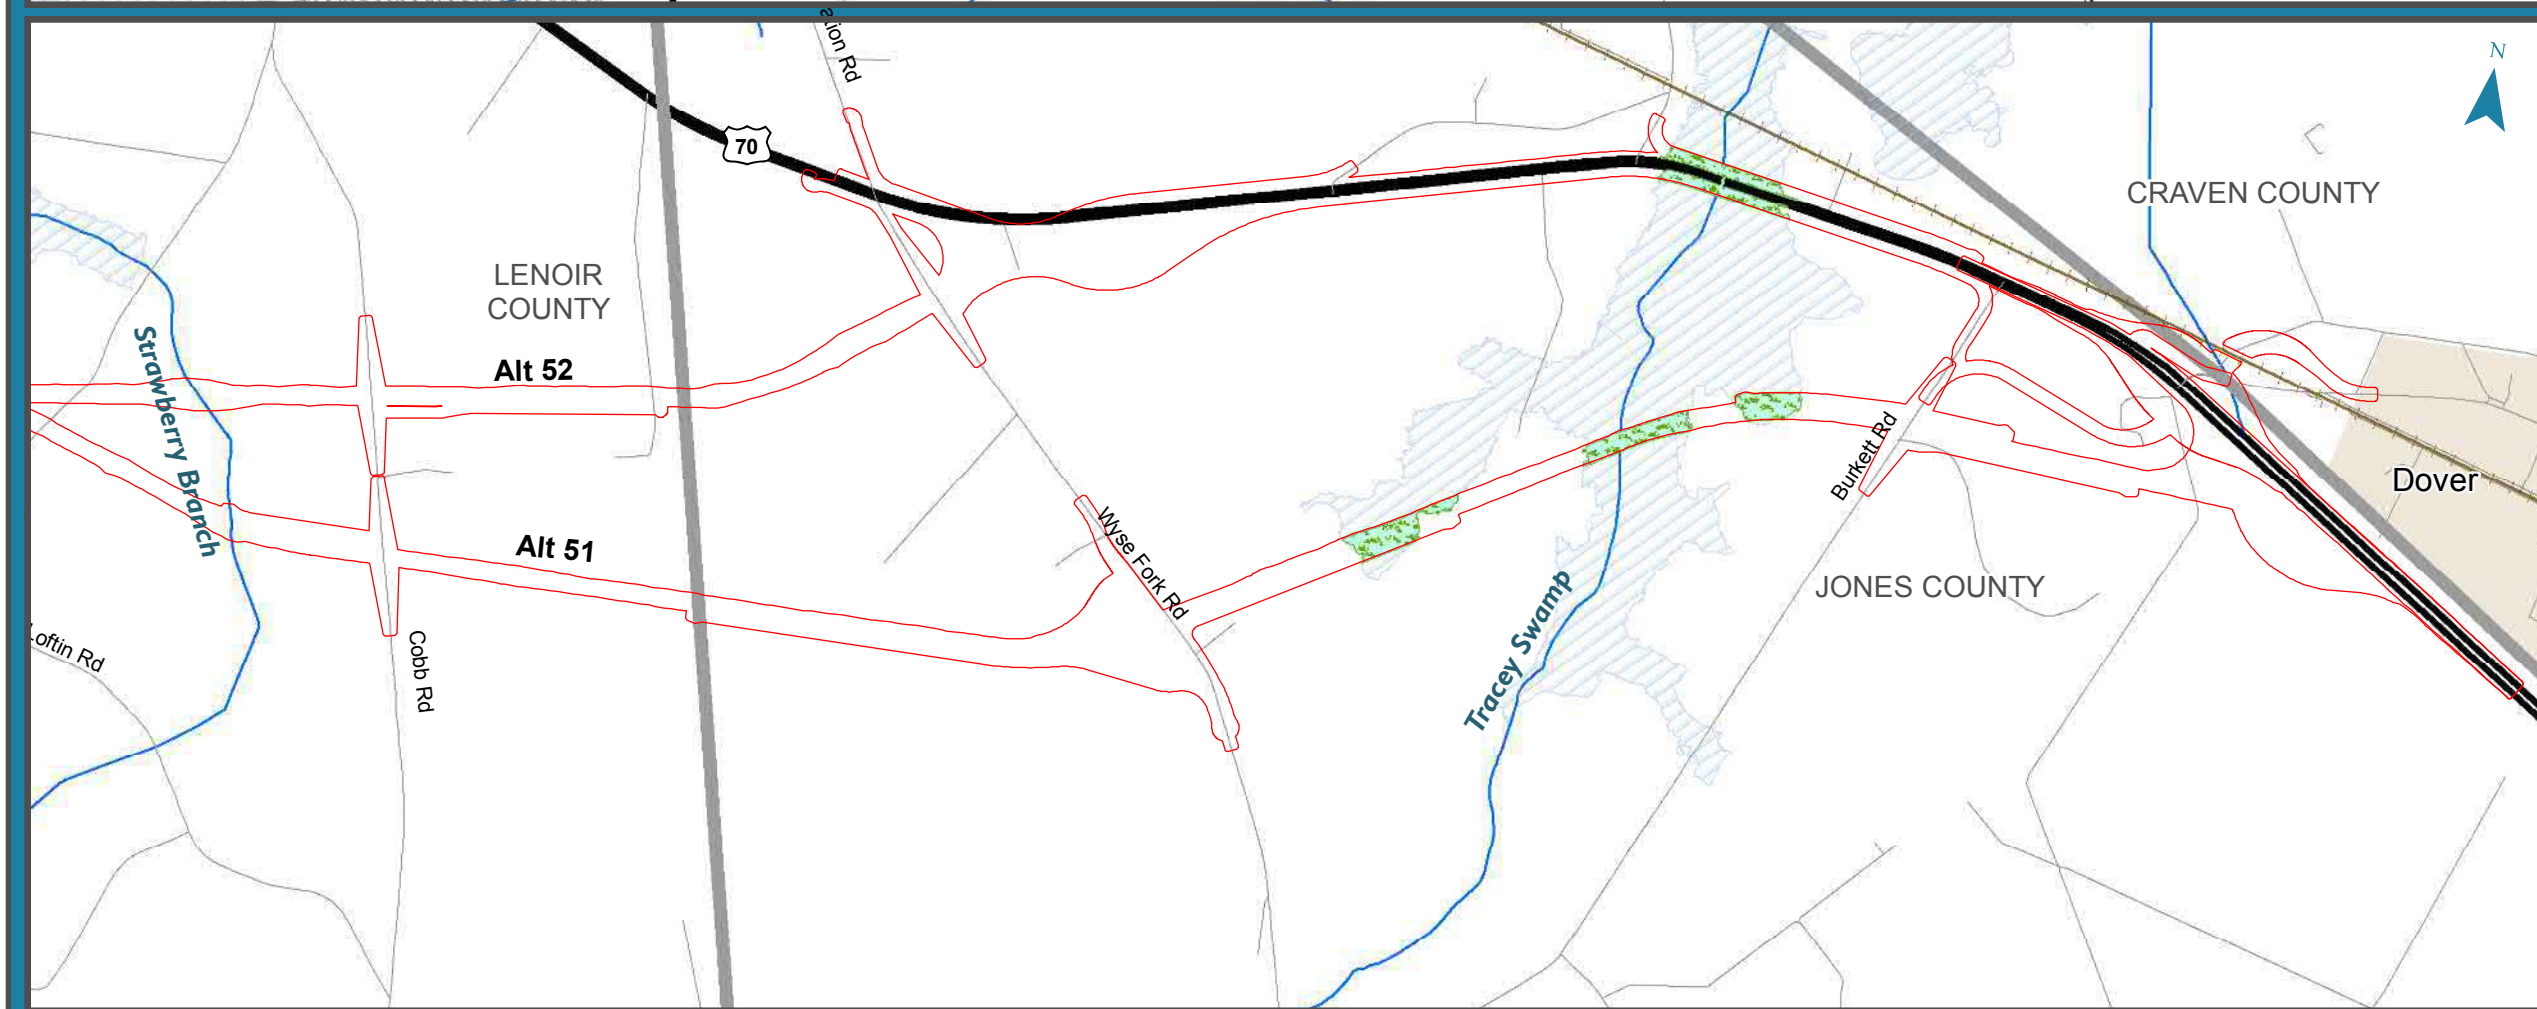 N
70
CRAVEN COUNTY
LENOIR
COUNTY
Strawberry Branch
Alt 52
Burkett Rd
Dover
Alt 51
Wyse Fork Rd
JONES COUNTY
Tracey Swamp
Loftin Rd
Cobb Rd
Rd